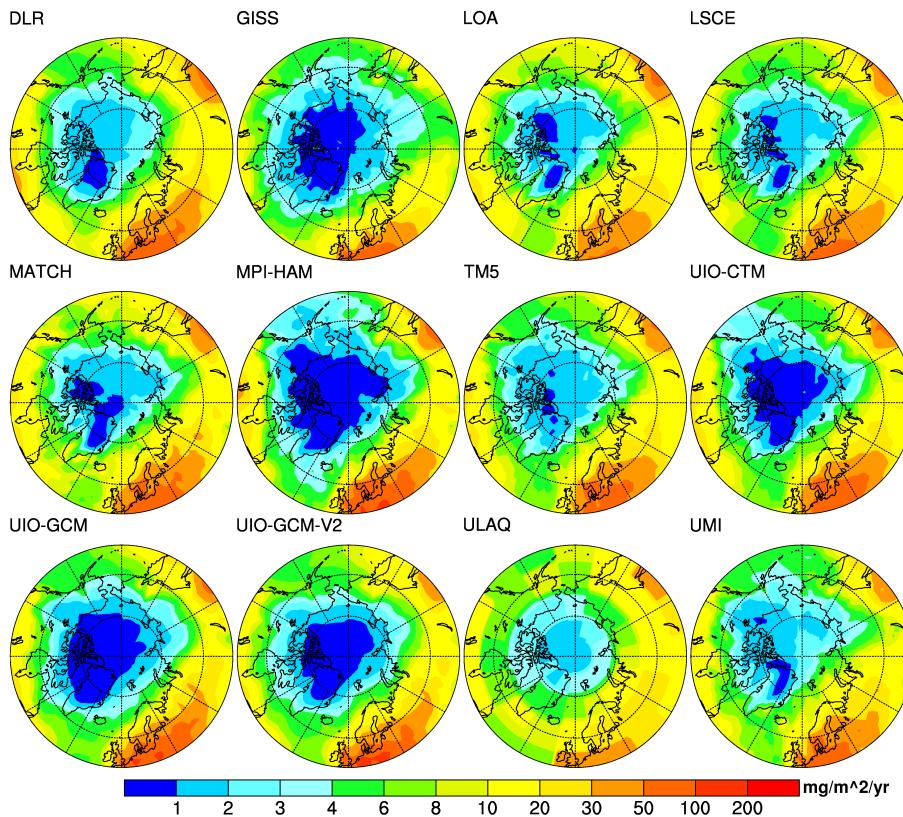 DLR GISS LOA LSCE
MATCH MPI-HAM TM5 UIO-CTM
UIO-GCM UIO-GCM-V2 ULAQ UMI
mg/m^2/yr
1 2 3 4 6 8 10 20 30 50 100 200